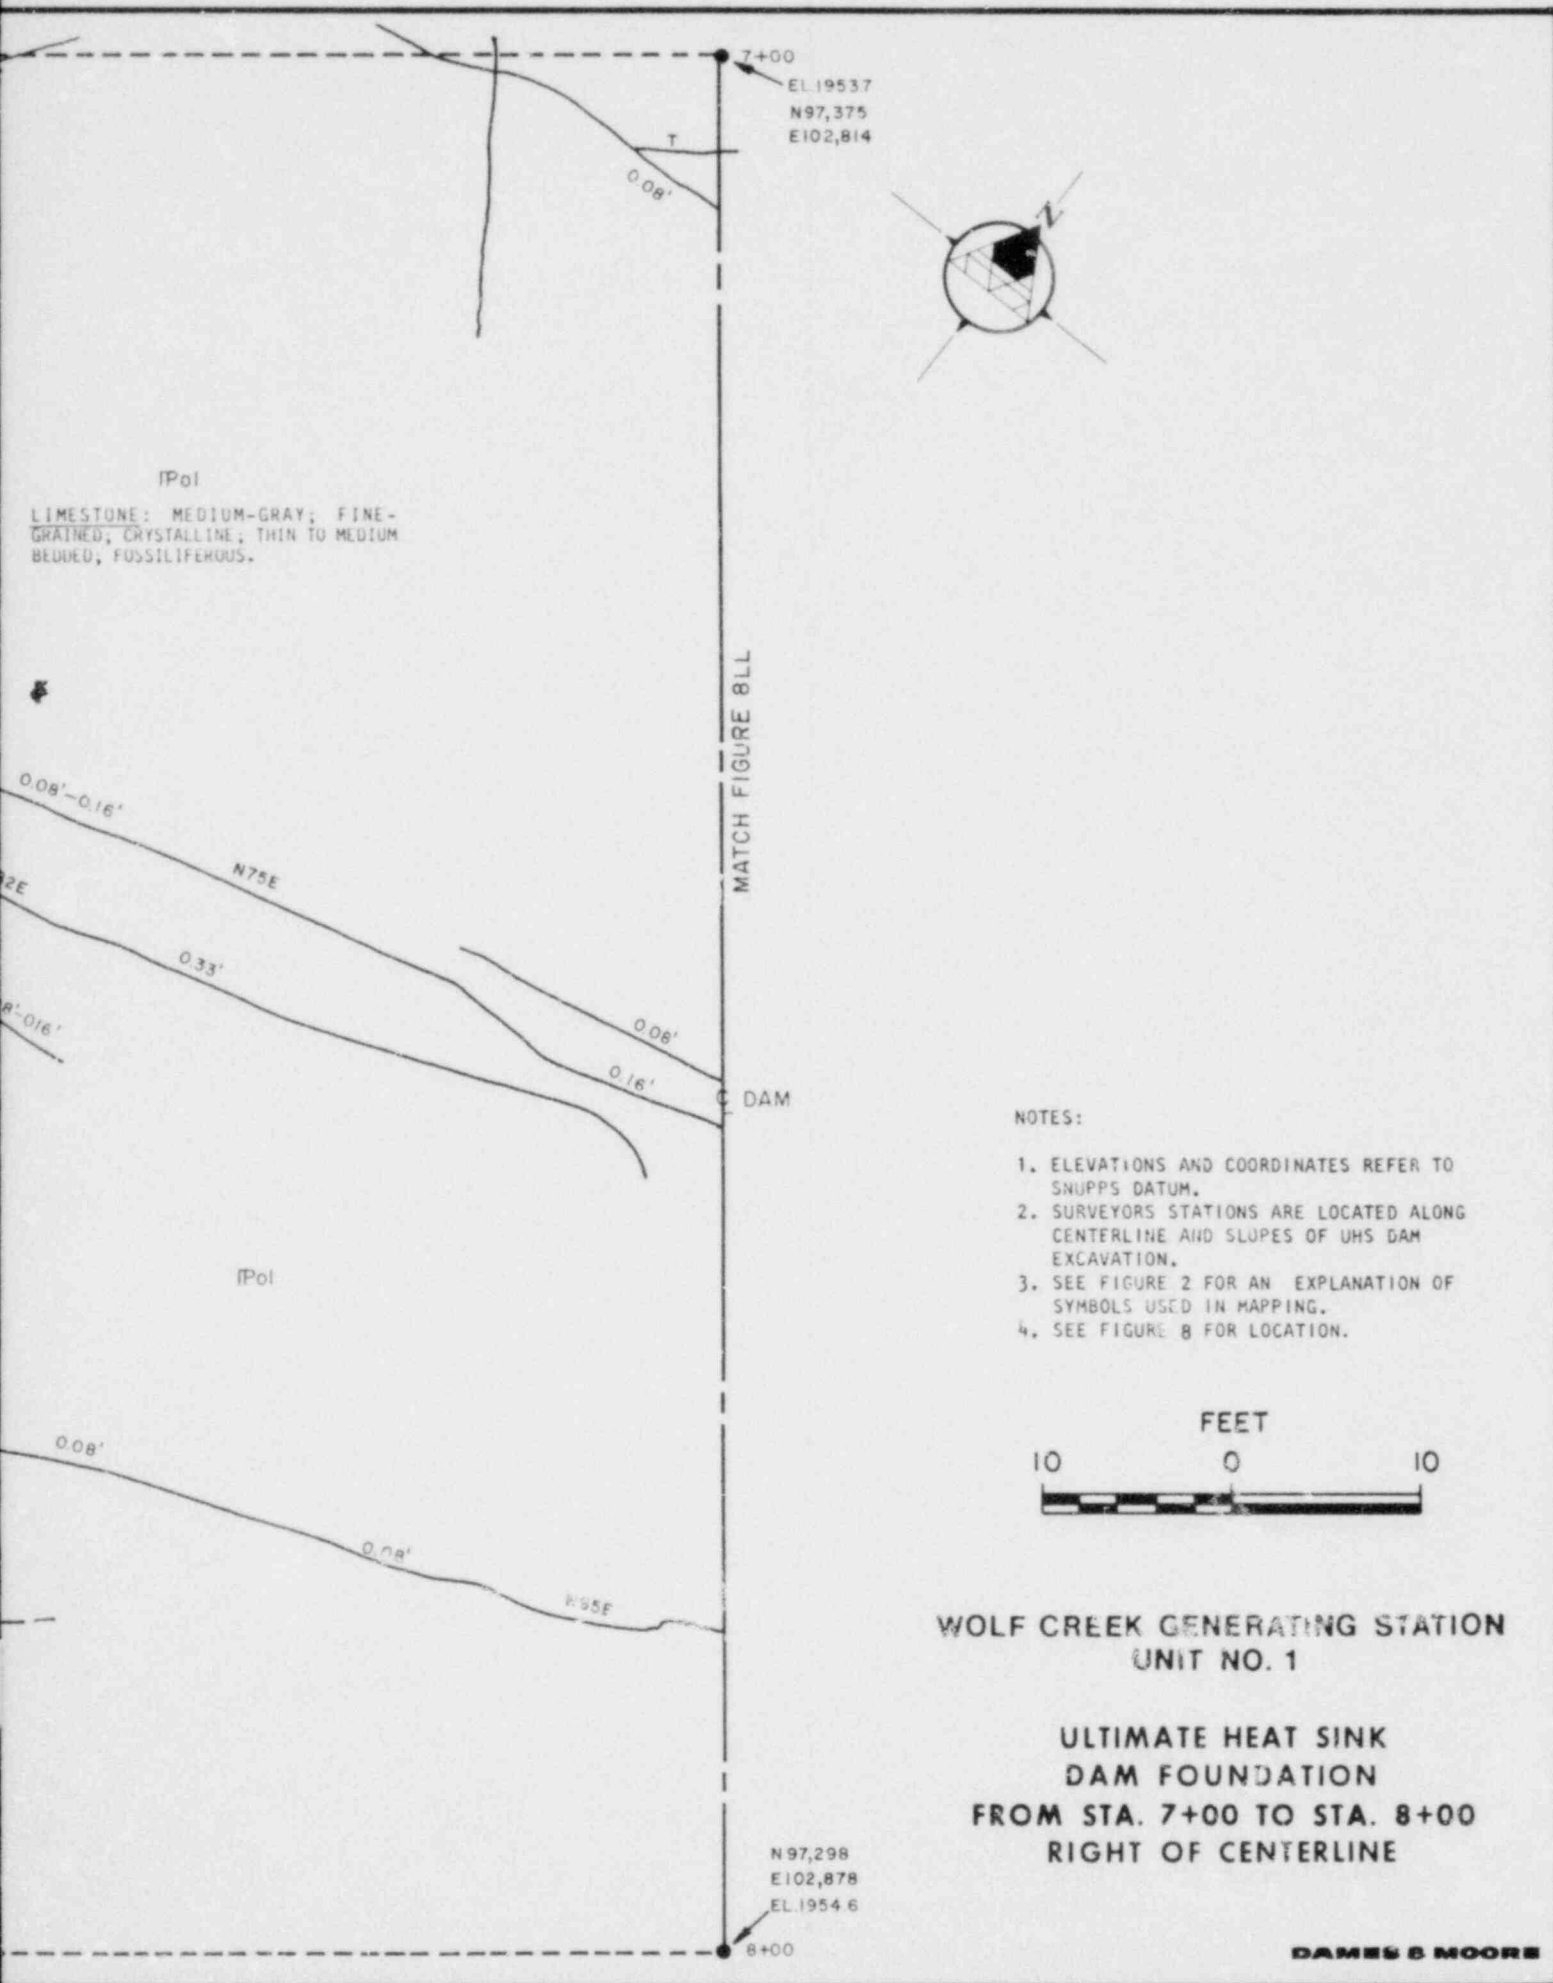 7+00
EL.1953.7
N97,375
E102,814
T
0.08'
N
ℙol
LIMESTONE: MEDIUM-GRAY; FINE-
GRAINED; CRYSTALLINE; THIN TO MEDIUM
BEDDED; FOSSILIFEROUS.
MATCH FIGURE 8LL
0.08'-0.16'
N75E
0.33'
0.08'
0.16'
℄ DAM
NOTES:
1. ELEVATIONS AND COORDINATES REFER TO
SNUPPS DATUM.
2. SURVEYORS STATIONS ARE LOCATED ALONG
CENTERLINE AND SLOPES OF UHS DAM
EXCAVATION.
3. SEE FIGURE 2 FOR AN EXPLANATION OF
SYMBOLS USED IN MAPPING.
4. SEE FIGURE 8 FOR LOCATION.
ℙol
FEET
10 0 10
0.08'
0.08'
WOLF CREEK GENERATING STATION
UNIT NO. 1
ULTIMATE HEAT SINK
DAM FOUNDATION
FROM STA. 7+00 TO STA. 8+00
RIGHT OF CENTERLINE
N97,298
E102,878
EL.1954.6
8+00
DAMES & MOORE